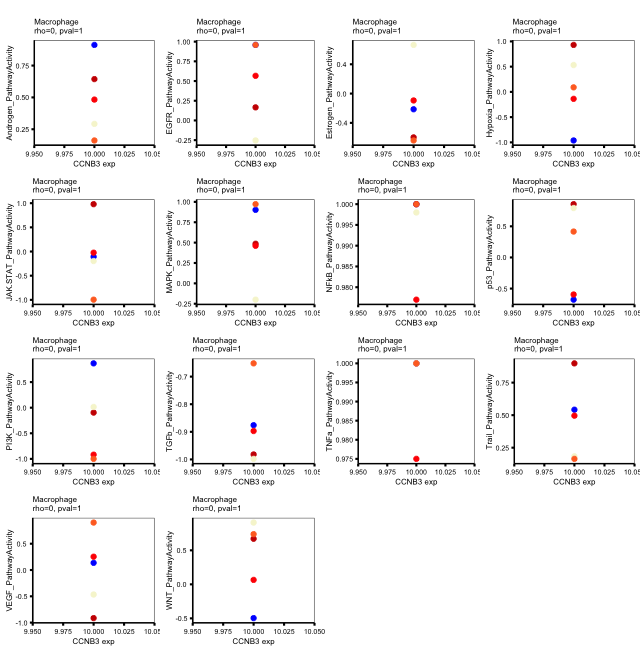 Macrophage
rho=0, pval=1
Androgen_PathwayActivity
0.75
0.50
0.25
9.950 9.975 10.000 10.025 10.05
CCNB3 exp
Macrophage
rho=0, pval=1
EGFR_PathwayActivity
1.00
0.75
0.50
0.25
0.00
-0.25
9.950 9.975 10.000 10.025 10.05
CCNB3 exp
Macrophage
rho=0, pval=1
Estrogen_PathwayActivity
0.4
0.0
-0.4
9.950 9.975 10.000 10.025 10.05
CCNB3 exp
Macrophage
rho=0, pval=1
Hypoxia_PathwayActivity
1.0
0.5
0.0
-0.5
-1.0
9.950 9.975 10.000 10.025 10.05
CCNB3 exp
Macrophage
rho=0, pval=1
JAK.STAT_PathwayActivity
1.0
0.5
0.0
-0.5
-1.0
9.950 9.975 10.000 10.025 10.05
CCNB3 exp
Macrophage
rho=0, pval=1
MAPK_PathwayActivity
1.00
0.75
0.50
0.25
0.00
-0.25
9.950 9.975 10.000 10.025 10.05
CCNB3 exp
Macrophage
rho=0, pval=1
NFkB_PathwayActivity
1.000
0.995
0.990
0.985
0.980
9.950 9.975 10.000 10.025 10.05
CCNB3 exp
Macrophage
rho=0, pval=1
p53_PathwayActivity
0.5
0.0
-0.5
9.950 9.975 10.000 10.025 10.05
CCNB3 exp
Macrophage
rho=0, pval=1
PI3K_PathwayActivity
0.5
0.0
-0.5
-1.0
9.950 9.975 10.000 10.025 10.05
CCNB3 exp
Macrophage
rho=0, pval=1
TGFb_PathwayActivity
-0.7
-0.8
-0.9
-1.0
9.950 9.975 10.000 10.025 10.050
CCNB3 exp
Macrophage
rho=0, pval=1
TNFa_PathwayActivity
1.000
0.995
0.990
0.985
0.980
0.975
9.950 9.975 10.000 10.025 10.05
CCNB3 exp
Macrophage
rho=0, pval=1
Trail_PathwayActivity
0.75
0.50
0.25
9.950 9.975 10.000 10.025 10.05
CCNB3 exp
Macrophage
rho=0, pval=1
VEGF_PathwayActivity
0.5
0.0
-0.5
-1.0
9.950 9.975 10.000 10.025 10.05
CCNB3 exp
Macrophage
rho=0, pval=1
WNT_PathwayActivity
0.5
0.0
-0.5
9.950 9.975 10.000 10.025 10.050
CCNB3 exp